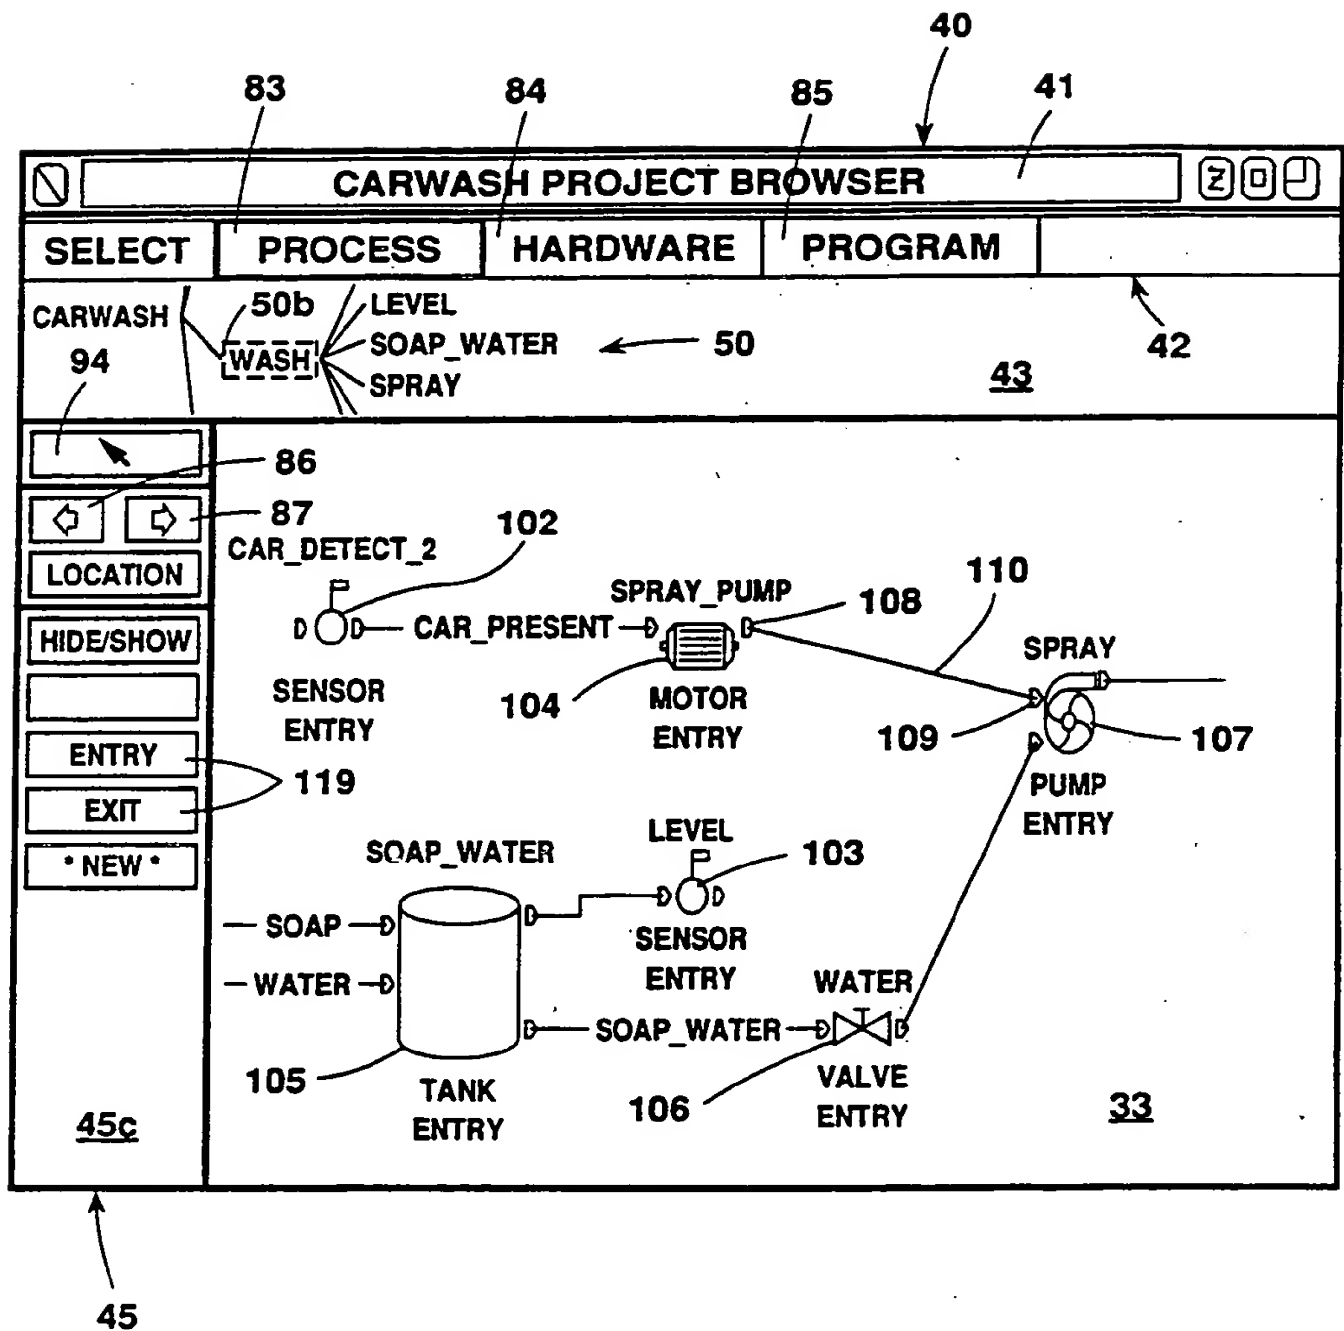 40
83
84
85
41
CARWASH PROJECT BROWSER
Z
SELECT
PROCESS
HARDWARE
PROGRAM
CARWASH
50b
LEVEL
WASH
SOAP_WATER
50
42
94
SPRAY
43
86
87
102
CAR_DETECT_2
LOCATION
SPRAY_PUMP
108
110
HIDE/SHOW
CAR_PRESENT
SPRAY
SENSOR
ENTRY
104
MOTOR
ENTRY
109
107
ENTRY
119
PUMP
ENTRY
EXIT
LEVEL
* NEW *
SOAP_WATER
103
SOAP
SENSOR
ENTRY
WATER
WATER
SOAP_WATER
105
TANK
ENTRY
106
VALVE
ENTRY
33
45c
45